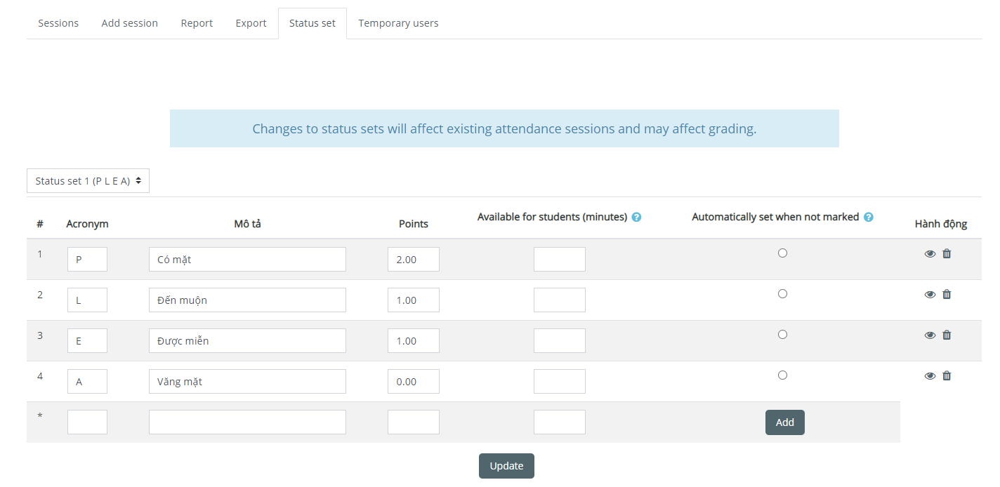 Sessions Add session Report Export Status set Temporary users
Changes to status sets will affect existing attendance sessions and may affect grading.
Status set 1 (P L E A)
# Acronym Mô tả Points Available for students (minutes) Automatically set when not marked Hành động
1 P Có mặt 2.00
2 L Đến muộn 1.00
3 E Được miễn 1.00
4 A Văng mặt 0.00
*
Add
Update